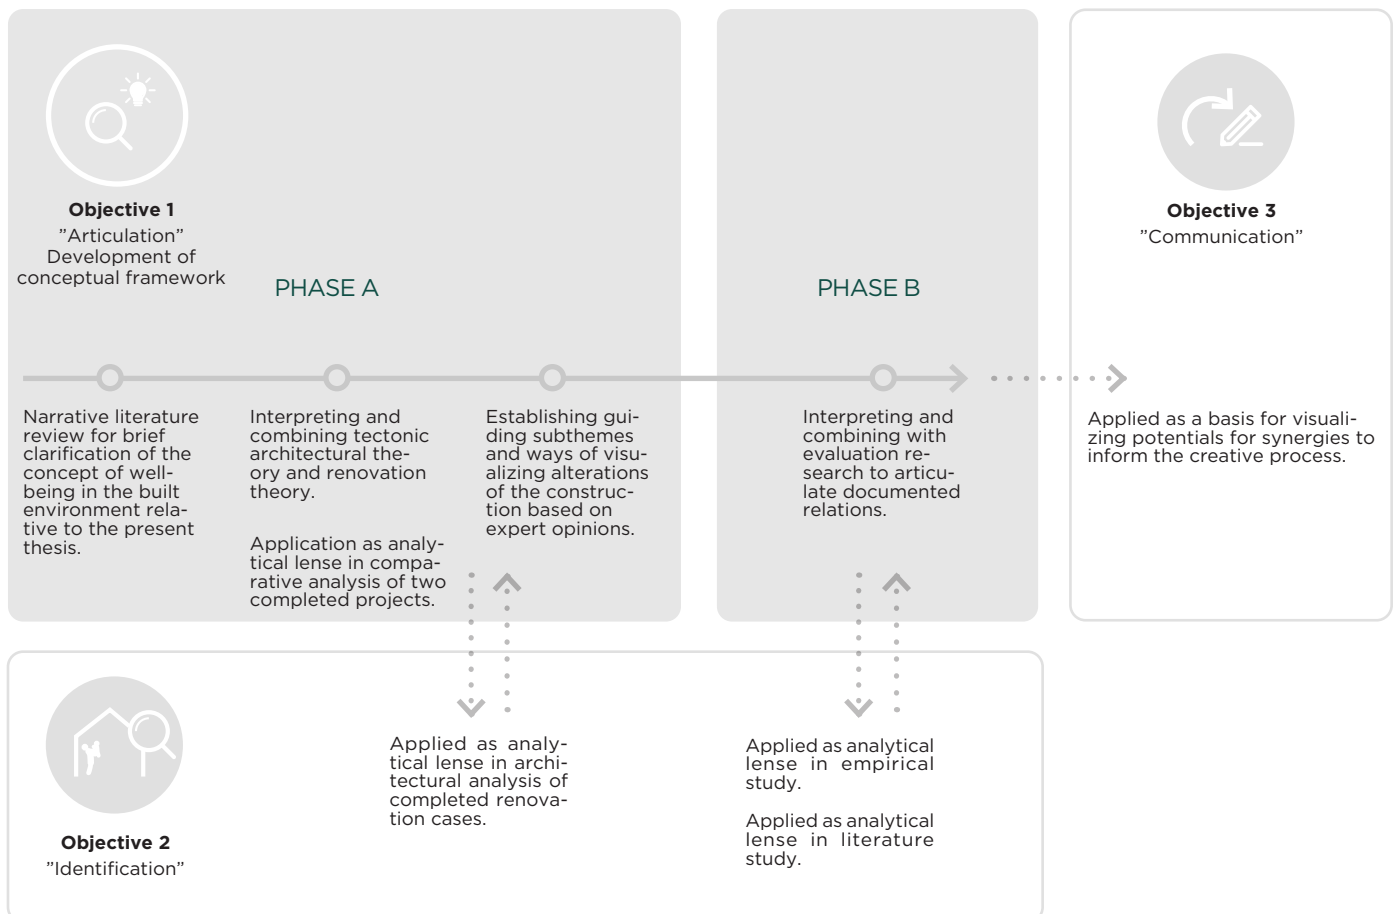 Objective 1
”Articulation”
Development of
conceptual framework
PHASE A
PHASE B
Objective 3
”Communication”
Narrative literature
review for brief
clarification of the
concept of well-
being in the built
environment rela-
tive to the present
thesis.
Interpreting and
combining tectonic
architectural the-
ory and renovation
theory.
Application as analy-
tical lense in compa-
rative analysis of two
completed projects.
Establishing gui-
ding subthemes
and ways of visu-
alizing alterations
of the construc-
tion based on
expert opinions.
Interpreting and
combining with
evaluation re-
search to articu-
late documented
relations.
Applied as a basis for visuali-
zing potentials for synergies to
inform the creative process.
Objective 2
”Identification”
Applied as analy-
tical lense in archi-
tectural analysis of
completed renova-
tion cases.
Applied as analytical
lense in empirical
study.
Applied as analytical
lense in literature
study.